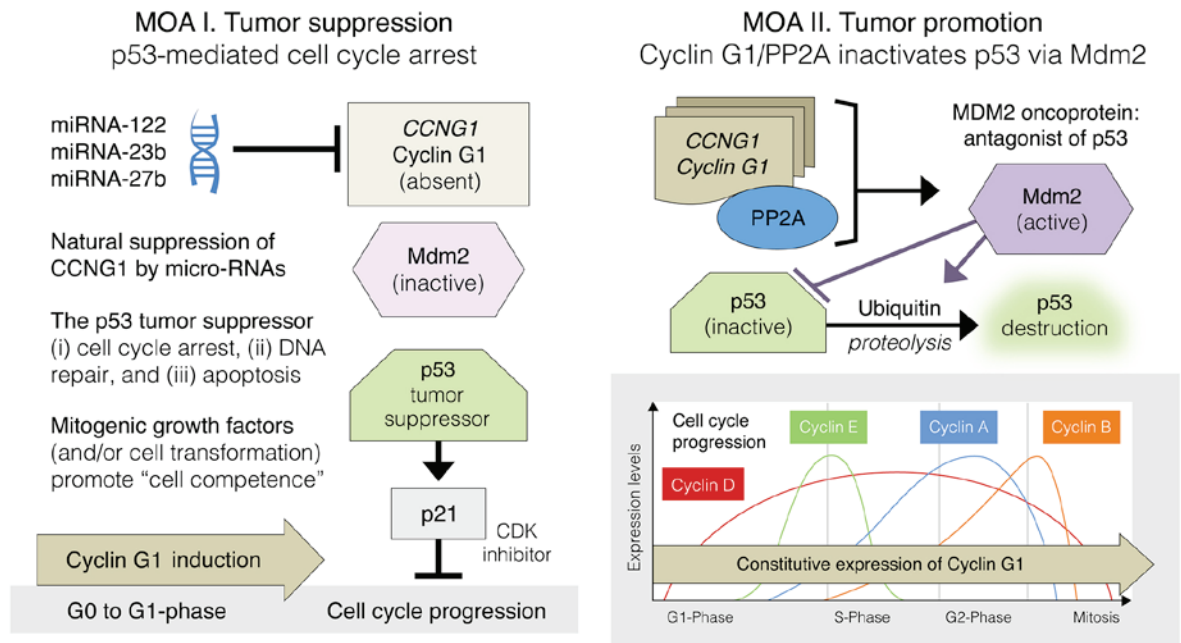 MOA I. Tumor suppression
p53-mediated cell cycle arrest
miRNA-122
miRNA-23b
miRNA-27b
CCNG1
Cyclin G1
(absent)
Natural suppression of
CCNG1 by micro-RNAs
Mdm2
(inactive)
The p53 tumor suppressor
(i) cell cycle arrest, (ii) DNA
repair, and (iii) apoptosis
p53
tumor
suppressor
Mitogenic growth factors
(and/or cell transformation)
promote “cell competence”
p21
CDK
inhibitor
Cyclin G1 induction
G0 to G1-phase
Cell cycle progression
MOA II. Tumor promotion
Cyclin G1/PP2A inactivates p53 via Mdm2
CCNG1
Cyclin G1
PP2A
MDM2 oncoprotein:
antagonist of p53
Mdm2
(active)
p53
(inactive)
Ubiquitin
proteolysis
p53
destruction
Expression levels
Cell cycle
progression
Cyclin D
Cyclin E
Cyclin A
Cyclin B
Constitutive expression of Cyclin G1
G1-Phase
S-Phase
G2-Phase
Mitosis